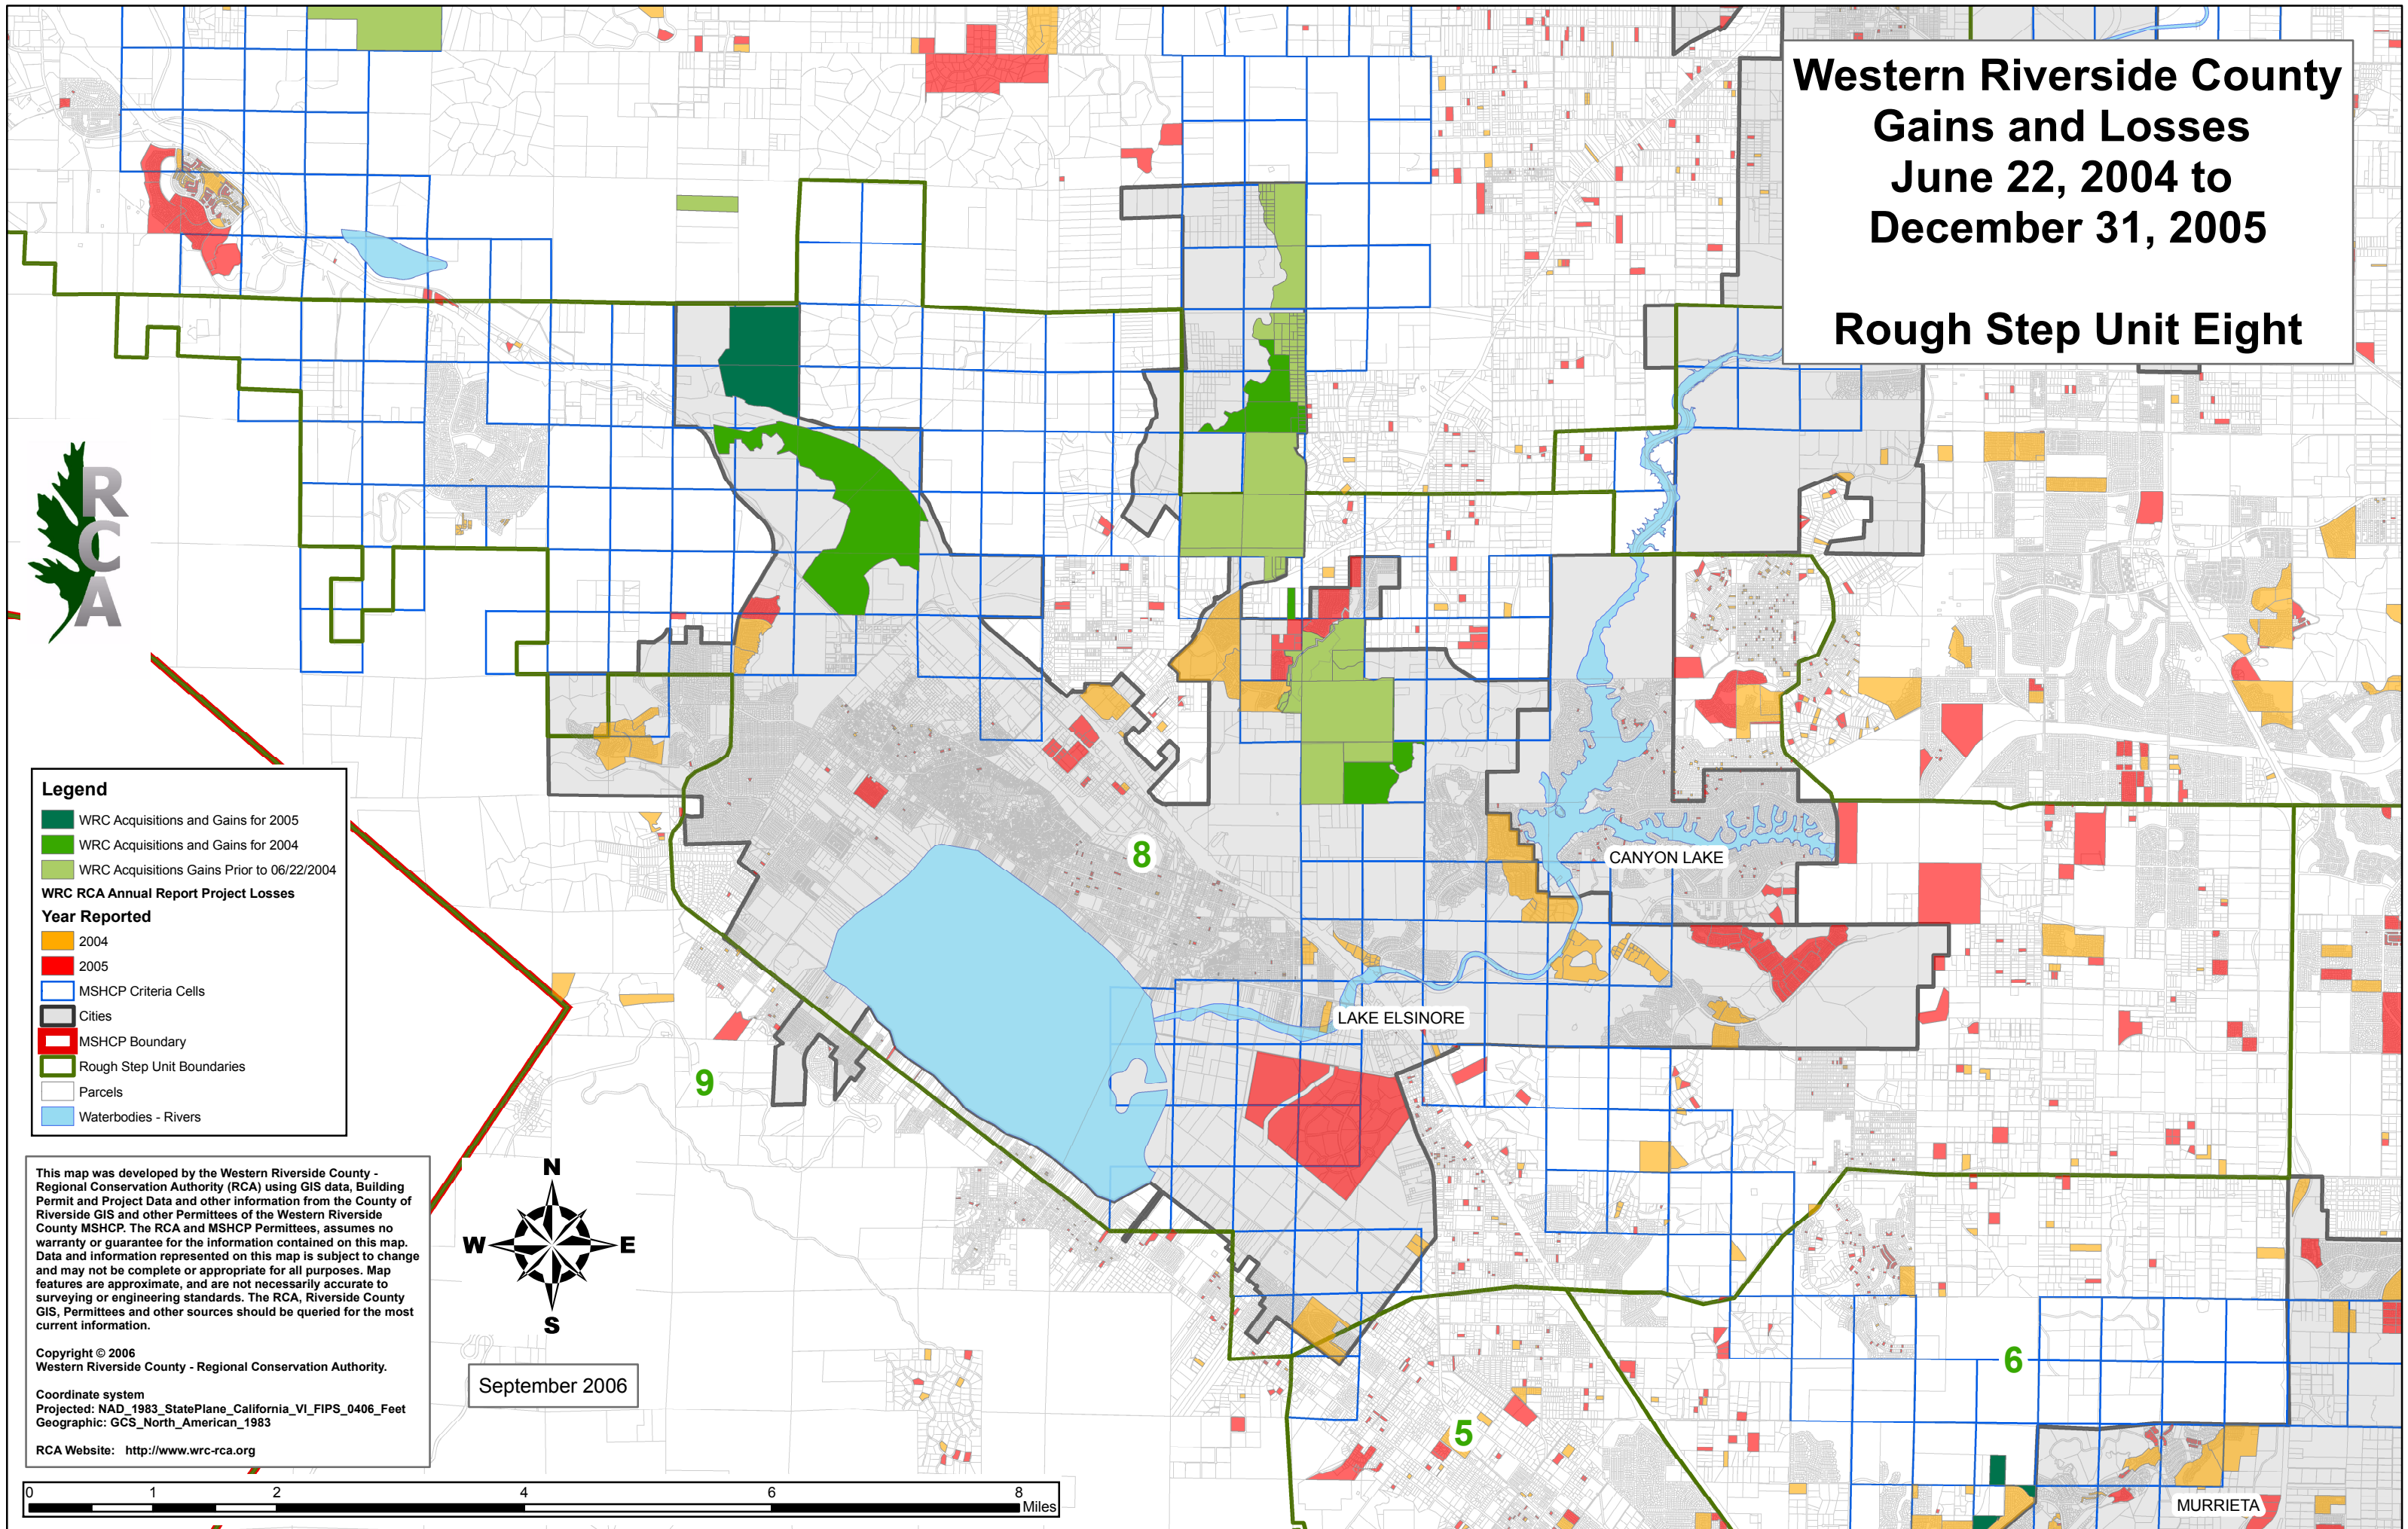 Western Riverside County
Gains and Losses
June 22, 2004 to
December 31, 2005
Rough Step Unit Eight
R
C
A
8
CANYON LAKE
LAKE ELSINORE
9
6
5
MURRIETA
Legend
WRC Acquisitions and Gains for 2005
WRC Acquisitions and Gains for 2004
WRC Acquisitions Gains Prior to 06/22/2004
WRC RCA Annual Report Project Losses
Year Reported
2004
2005
MSHCP Criteria Cells
Cities
MSHCP Boundary
Rough Step Unit Boundaries
Parcels
Waterbodies - Rivers
This map was developed by the Western Riverside County -
Regional Conservation Authority (RCA) using GIS data, Building
Permit and Project Data and other information from the County of
Riverside GIS and other Permittees of the Western Riverside
County MSHCP. The RCA and MSHCP Permittees, assumes no
warranty or guarantee for the information contained on this map.
Data and information represented on this map is subject to change
and may not be complete or appropriate for all purposes. Map
features are approximate, and are not necessarily accurate to
surveying or engineering standards. The RCA, Riverside County
GIS, Permittees and other sources should be queried for the most
current information.
Copyright © 2006
Western Riverside County - Regional Conservation Authority.
Coordinate system
Projected: NAD_1983_StatePlane_California_VI_FIPS_0406_Feet
Geographic: GCS_North_American_1983
RCA Website: http://www.wrc-rca.org
N
W E
S
September 2006
0 1 2 4 6 8
Miles